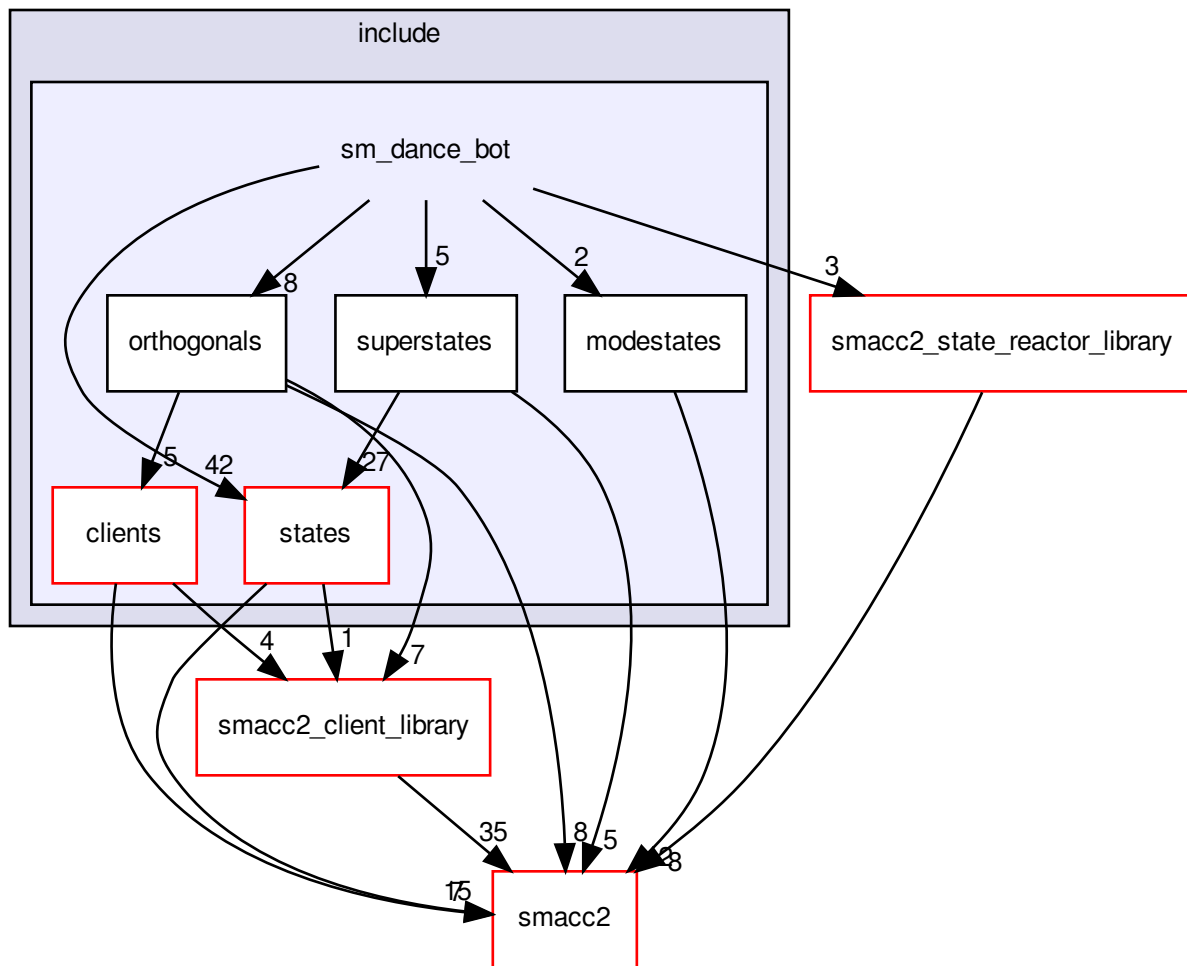 include
sm_dance_bot
5
2
3
8
orthogonals
superstates
modestates
smacc2_state_reactor_library
5
42
27
clients
states
4
1
7
smacc2_client_library
35
8
5
8
smacc2